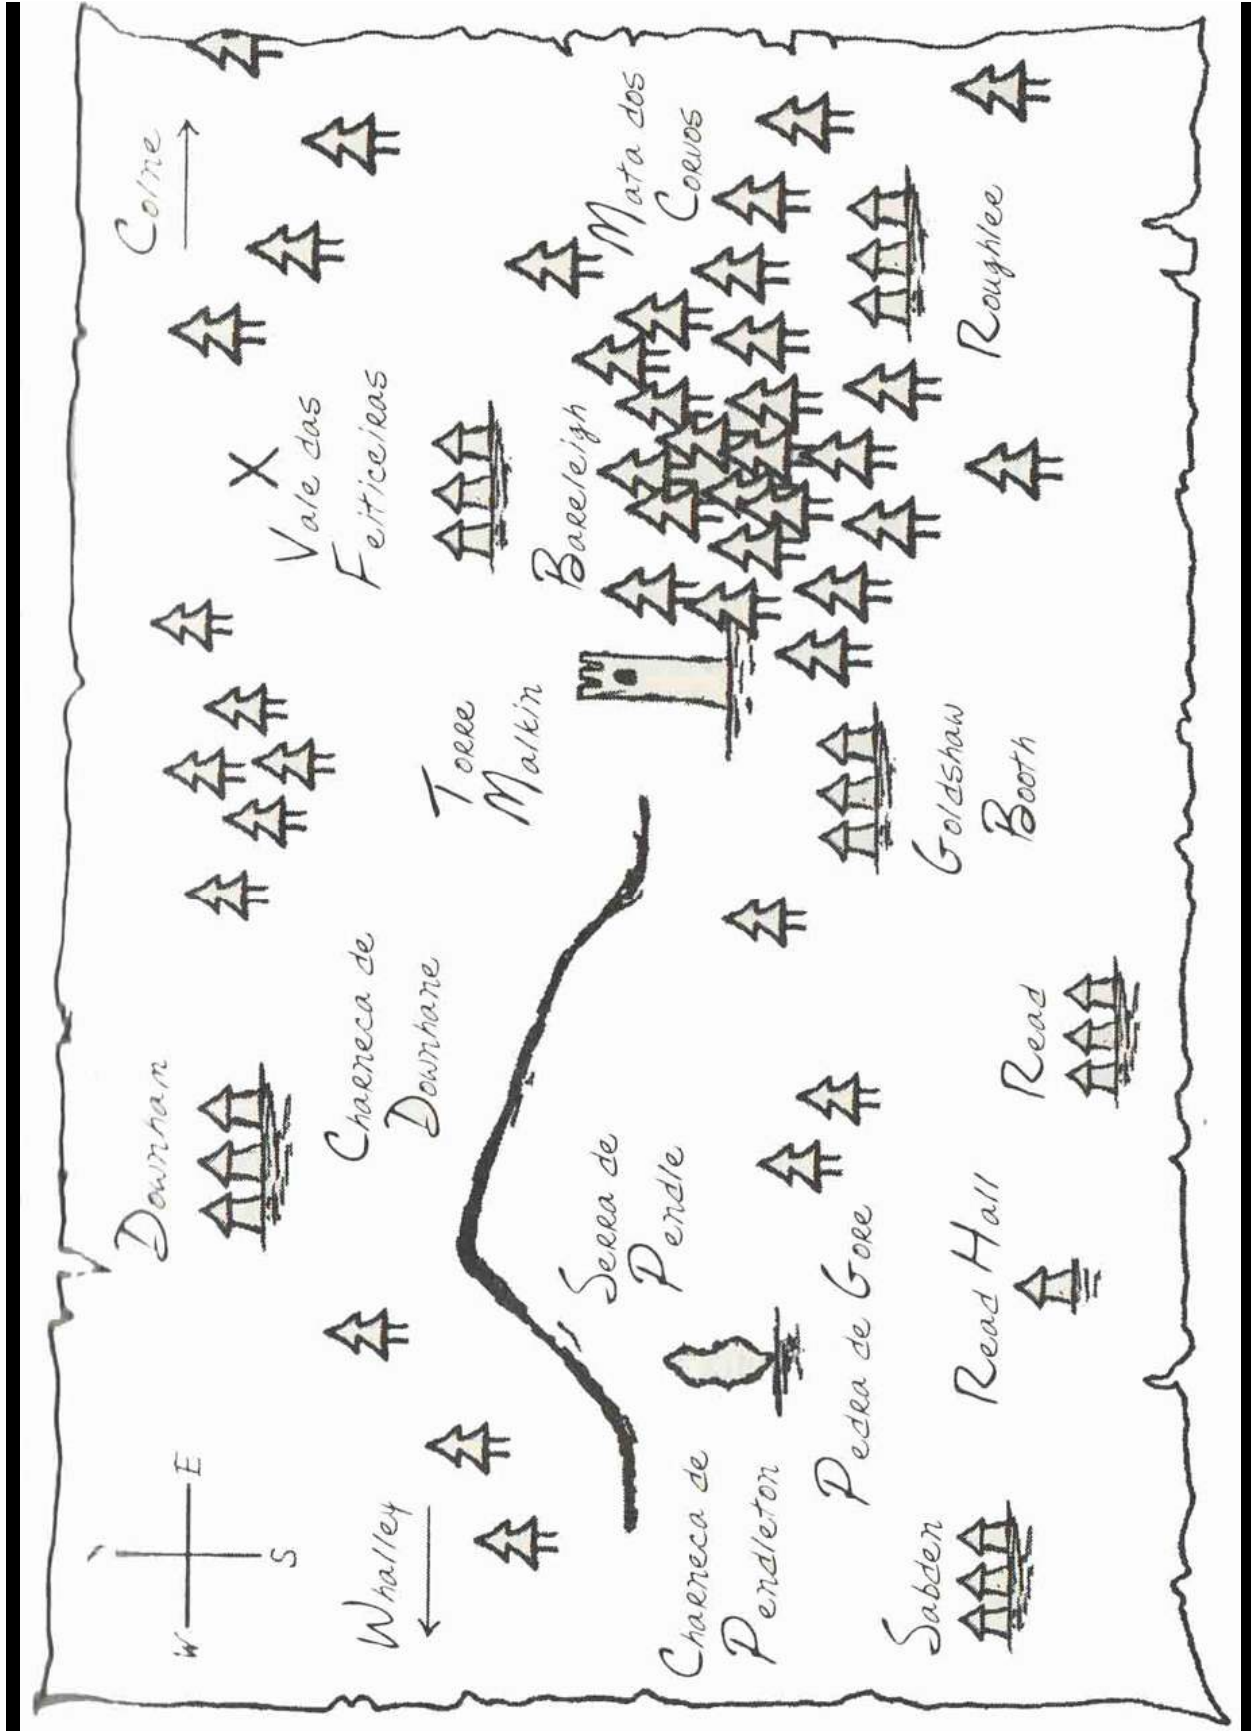 Downham
Colne
W E
S
Vale das
Feiticeiras
Charneca de
Downhane
Whalley
Torre
Malkin
Bareleigh
Serra de
Pendle
Mata dos
Corvos
Charneca de
Pendleton
Pedra de Gore
Sabden
Goldshaw
Booth
Read Hall
Roughlee
Read